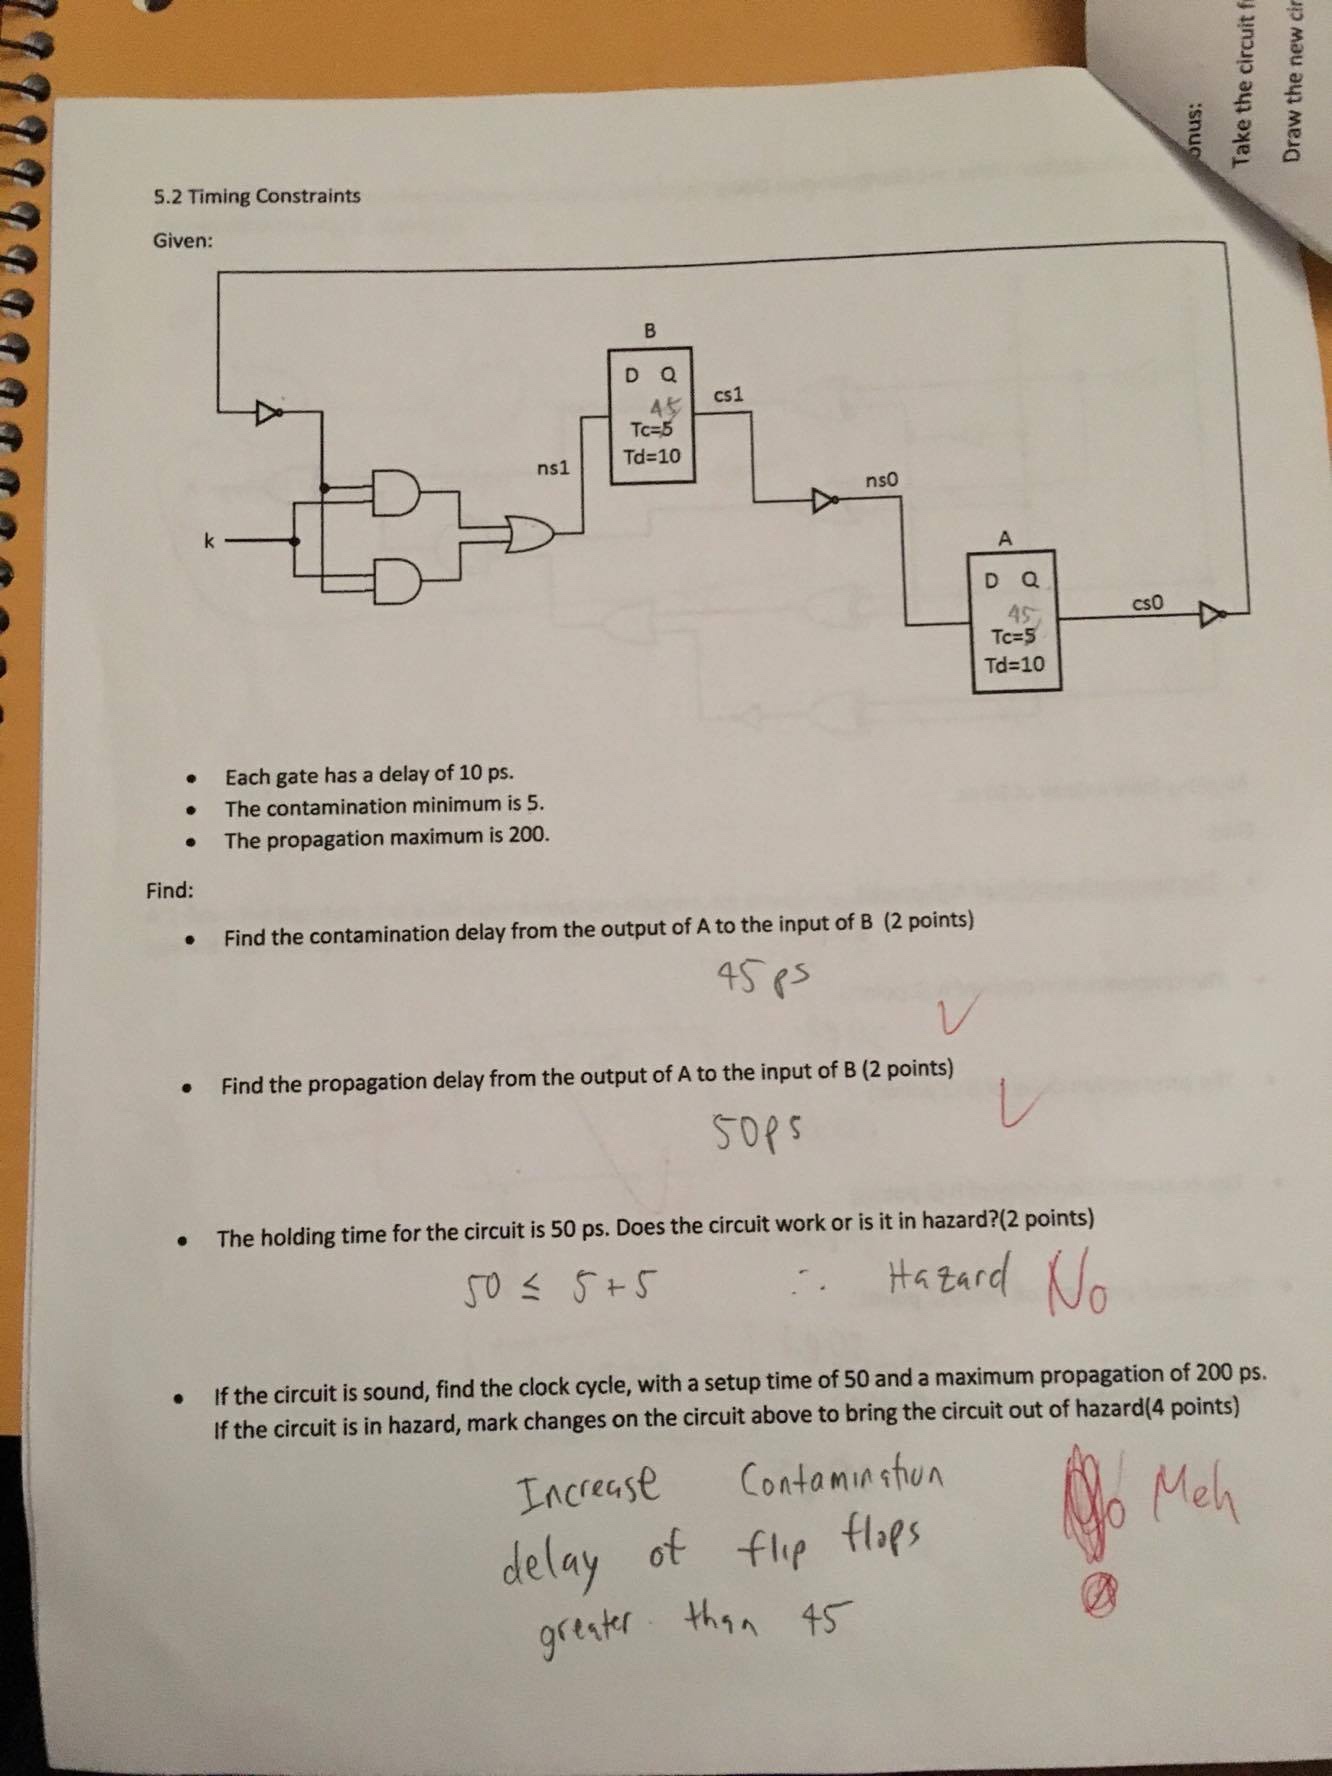 onus:
Take the circuit f
Draw the new cir
5.2 Timing Constraints
Given:
B
D Q
45
Tc=5
Td=10
cs1
ns1
ns0
k
A
D Q
45
Tc=5
Td=10
cs0
• Each gate has a delay of 10 ps.
• The contamination minimum is 5.
• The propagation maximum is 200.
Find:
• Find the contamination delay from the output of A to the input of B (2 points)
45 ps
• Find the propagation delay from the output of A to the input of B (2 points)
50ps
• The holding time for the circuit is 50 ps. Does the circuit work or is it in hazard?(2 points)
50 ≤ 5+5 ∴ Hazard No
• If the circuit is sound, find the clock cycle, with a setup time of 50 and a maximum propagation of 200 ps.
If the circuit is in hazard, mark changes on the circuit above to bring the circuit out of hazard(4 points)
Increase Contamination
Meh
delay of flip flops
greater than 45